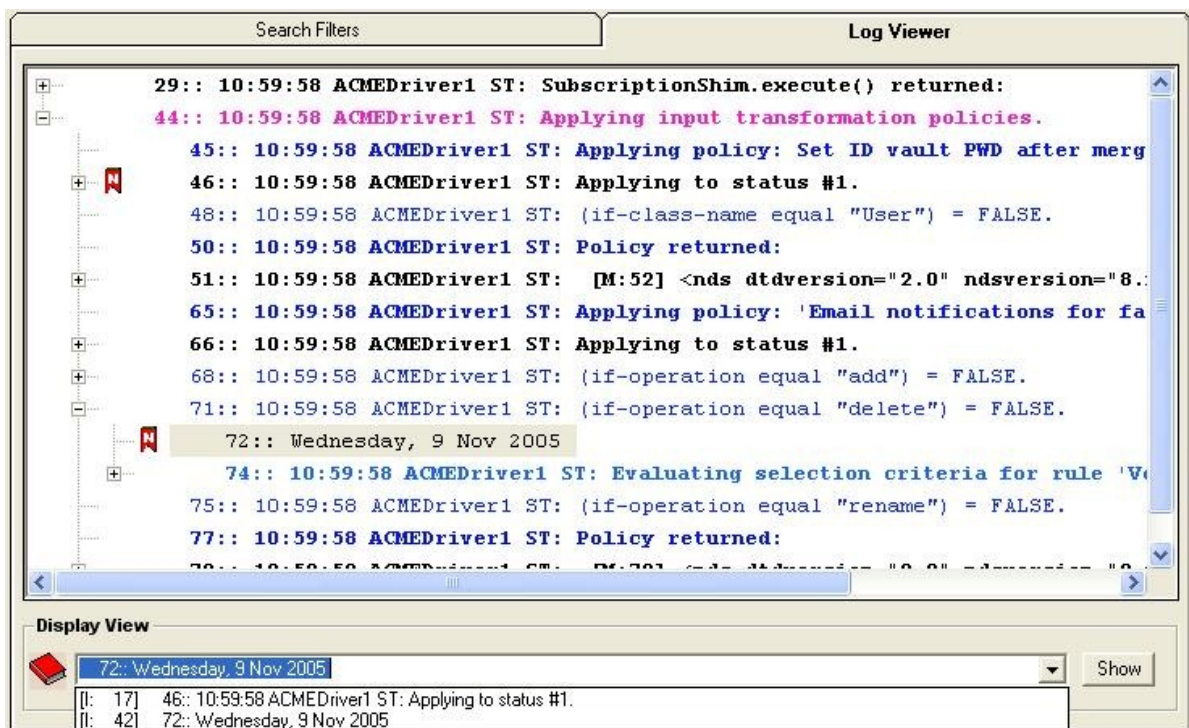 Search Filters
Log Viewer
29:: 10:59:58 ACMEDriver1 ST: SubscriptionShim.execute() returned:
44:: 10:59:58 ACMEDriver1 ST: Applying input transformation policies.
45:: 10:59:58 ACMEDriver1 ST: Applying policy: Set ID vault PWD after merg
N 46:: 10:59:58 ACMEDriver1 ST: Applying to status #1.
48:: 10:59:58 ACMEDriver1 ST: (if-class-name equal "User") = FALSE.
50:: 10:59:58 ACMEDriver1 ST: Policy returned:
51:: 10:59:58 ACMEDriver1 ST: [M:52] <nds dtdversion="2.0" ndsversion="8.
65:: 10:59:58 ACMEDriver1 ST: Applying policy: 'Email notifications for fa
66:: 10:59:58 ACMEDriver1 ST: Applying to status #1.
68:: 10:59:58 ACMEDriver1 ST: (if-operation equal "add") = FALSE.
71:: 10:59:58 ACMEDriver1 ST: (if-operation equal "delete") = FALSE.
N 72:: Wednesday, 9 Nov 2005
74:: 10:59:58 ACMEDriver1 ST: Evaluating selection criteria for rule 'Ve
75:: 10:59:58 ACMEDriver1 ST: (if-operation equal "rename") = FALSE.
77:: 10:59:58 ACMEDriver1 ST: Policy returned:
Display View
72:: Wednesday, 9 Nov 2005
Show
[I: 17] 46:: 10:59:58 ACMEDriver1 ST: Applying to status #1.
[I: 42] 72:: Wednesday, 9 Nov 2005